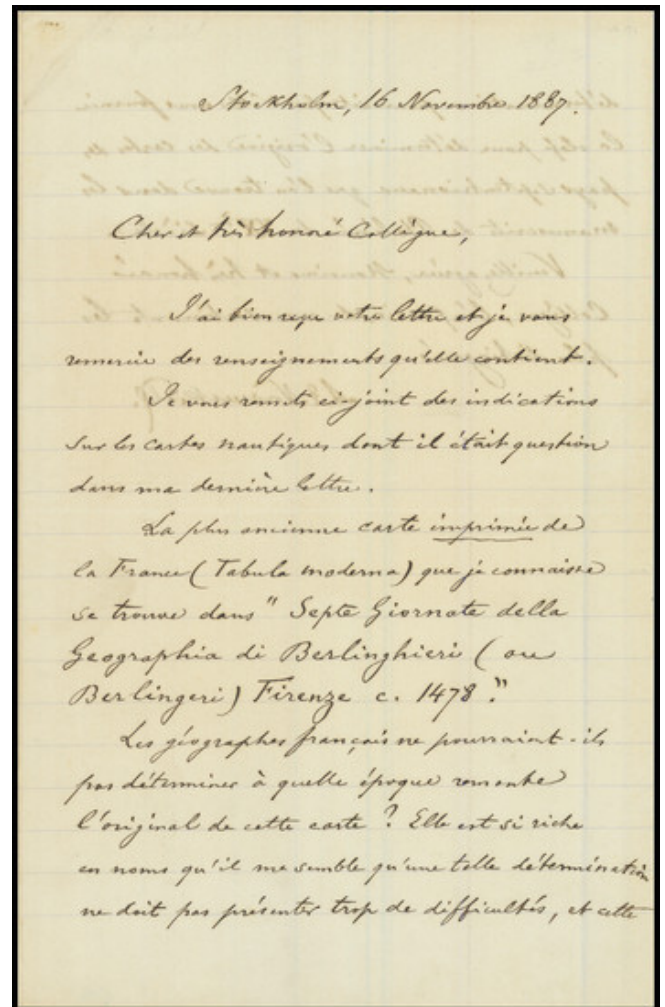 Stockholm, 16 Novembre 1887.
Cher et très honoré Collègue,
J'ai bien reçu votre lettre et je vous
remercie des renseignements qu'elle contient.
Je vous remets ci-joint des indications
sur les cartes nautiques dont il était question
dans ma dernière lettre.
La plus ancienne carte imprimée de
la France (Tabula moderna) que je connaisse
se trouve dans " Septe Giornate della
Geographia di Berlinghieri (ou
Berlingeri) Firenze c. 1478."
Les géographes français ne pourraient-ils
pas déterminer à quelle époque remonte
l'original de cette carte ? Elle est si riche
en noms qu'il me semble qu'une telle détermination
ne doit pas présenter trop de difficultés, et cette